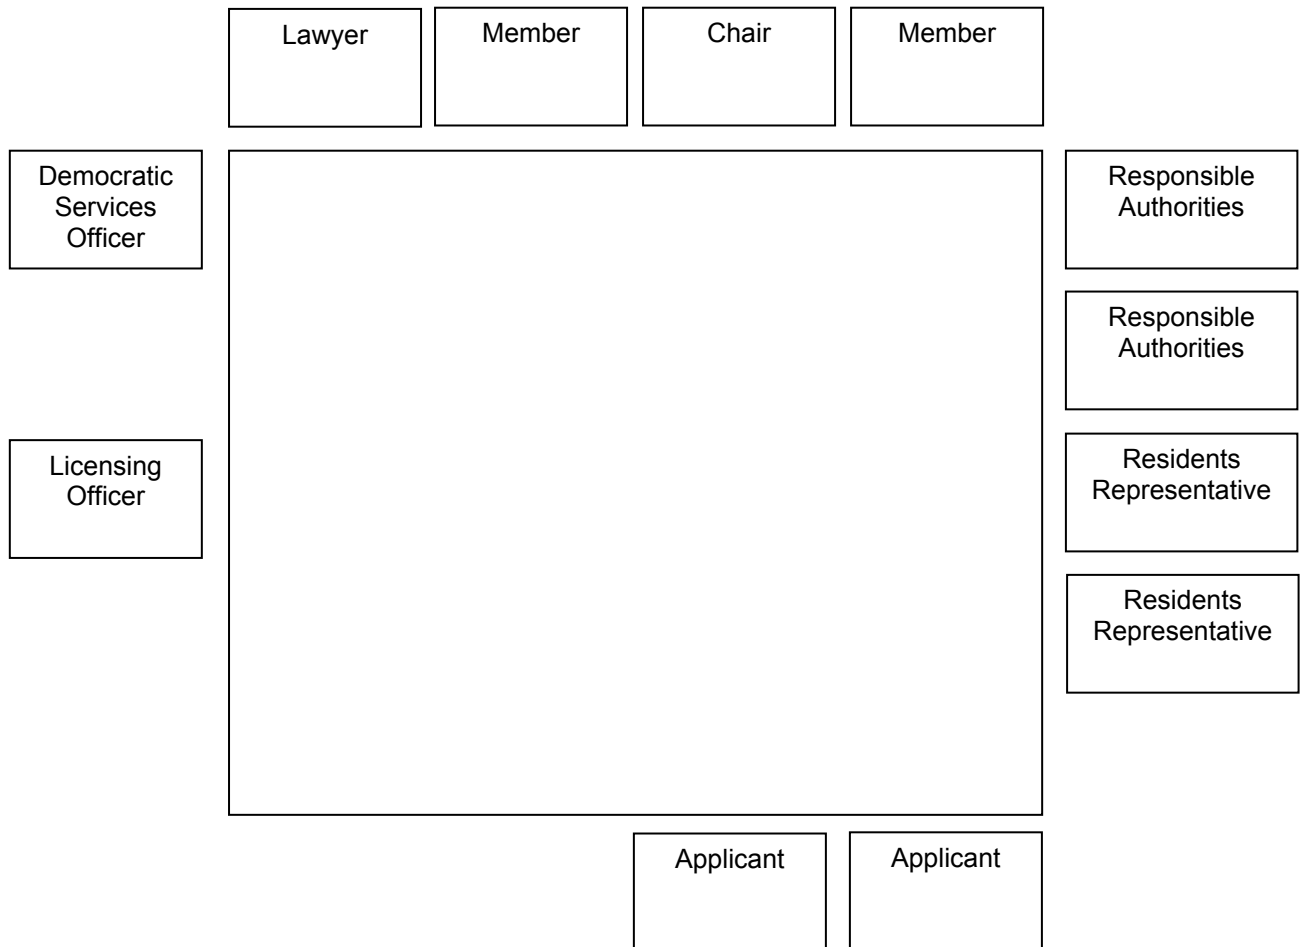 Lawyer
Member
Chair
Member
Democratic
Services
Officer
Responsible
Authorities
Responsible
Authorities
Licensing
Officer
Residents
Representative
Residents
Representative
Applicant
Applicant